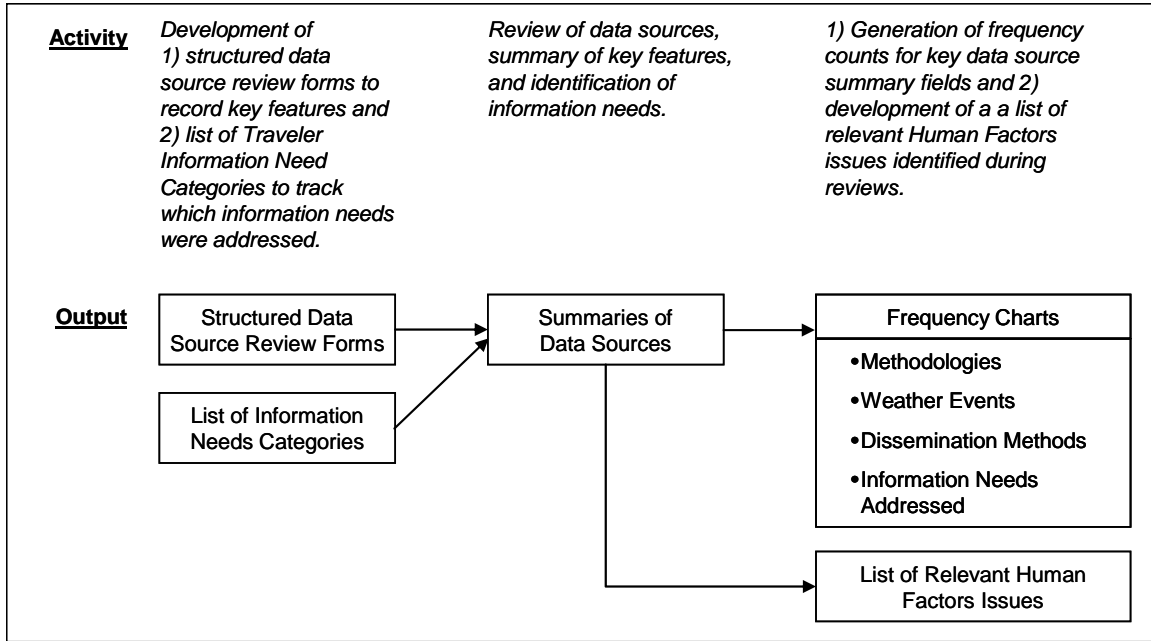 Activity
Development of
1) structured data
source review forms to
record key features and
2) list of Traveler
Information Need
Categories to track
which information needs
were addressed.
Review of data sources,
summary of key features,
and identification of
information needs.
1) Generation of frequency
counts for key data source
summary fields and 2)
development of a a list of
relevant Human Factors
issues identified during
reviews.
Output
Structured Data
Source Review Forms
List of Information
Needs Categories
Summaries of
Data Sources
Frequency Charts
•Methodologies
•Weather Events
•Dissemination Methods
•Information Needs
Addressed
List of Relevant Human
Factors Issues